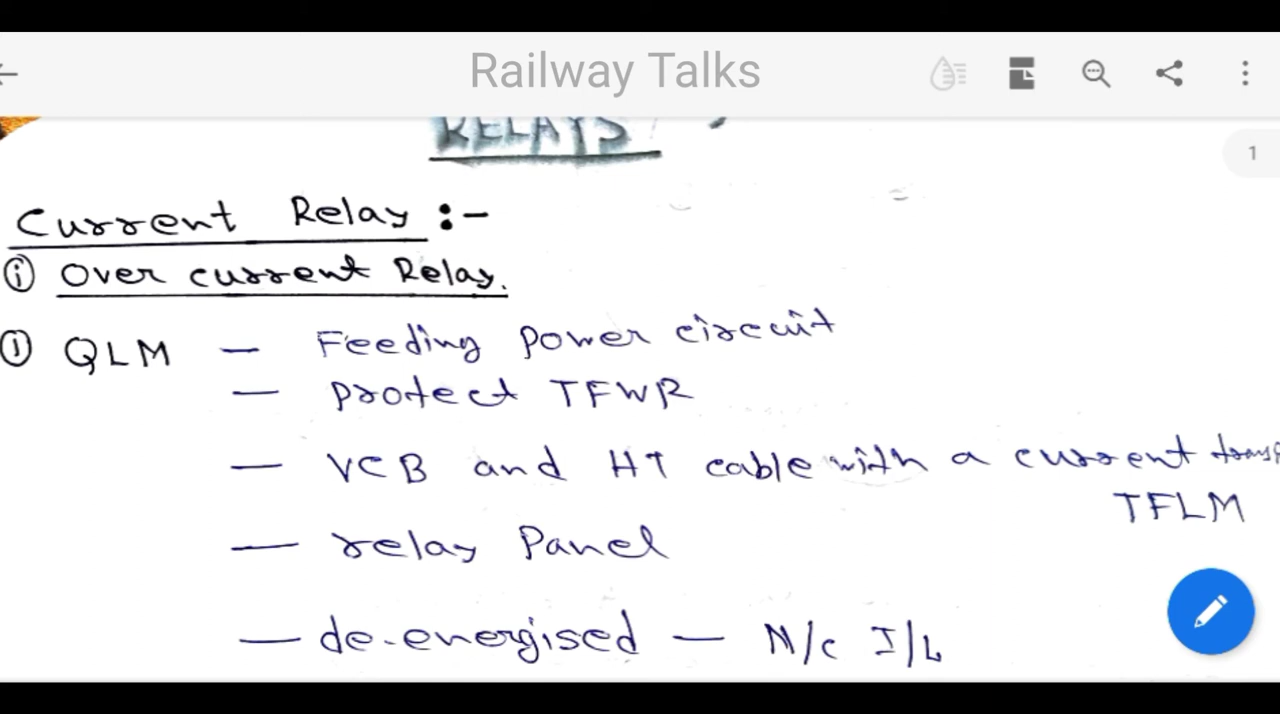 Railway Talks
RELAYS
1
Current Relay :-
(i) Over current Relay.
(1) QLM — Feeding power circuit
— protect TFWR
— VCB and HT cable with a current
TFLM
— relay Panel
— de-energised — N/C I/L